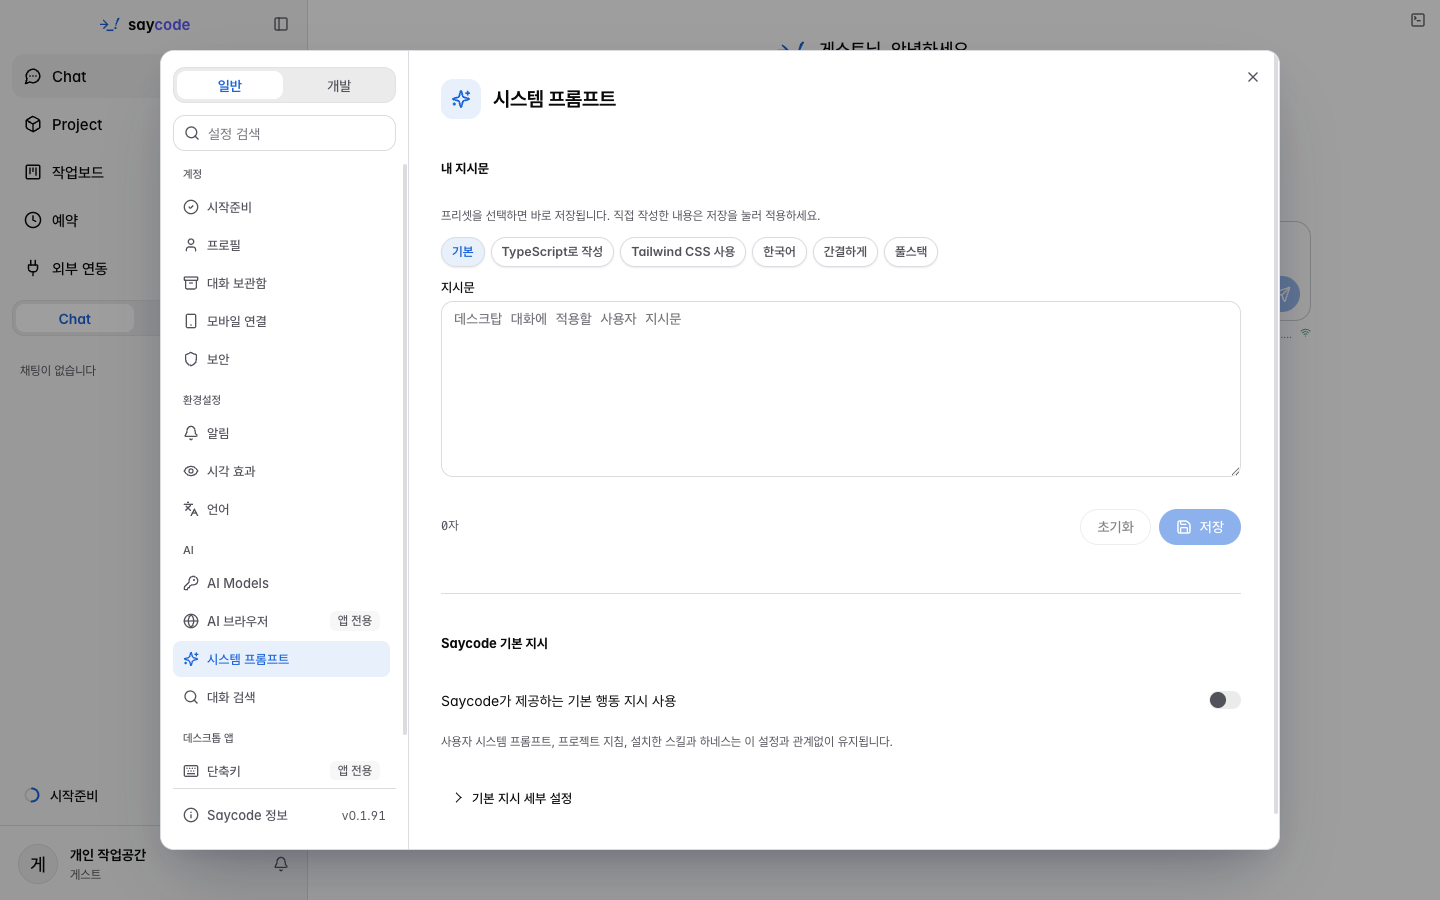 saycode
Chat
Project
작업보드
예약
외부 연동
Chat
채팅이 없습니다
시작준비
게
개인 작업공간
게스트
게스트님, 안녕하세요
일반
개발
설정 검색
계정
시작준비
프로필
대화 보관함
모바일 연결
보안
환경설정
알림
시각 효과
언어
AI
AI Models
AI 브라우저 앱 전용
시스템 프롬프트
대화 검색
데스크톱 앱
단축키 앱 전용
Saycode 정보 v0.1.91
시스템 프롬프트
내 지시문
프리셋을 선택하면 바로 저장됩니다. 직접 작성한 내용은 저장을 눌러 적용하세요.
기본 TypeScript로 작성 Tailwind CSS 사용 한국어 간결하게 풀스택
지시문
데스크탑 대화에 적용할 사용자 지시문
0자
초기화 저장
Saycode 기본 지시
Saycode가 제공하는 기본 행동 지시 사용
사용자 시스템 프롬프트, 프로젝트 지침, 설치한 스킬과 하네스는 이 설정과 관계없이 유지됩니다.
기본 지시 세부 설정